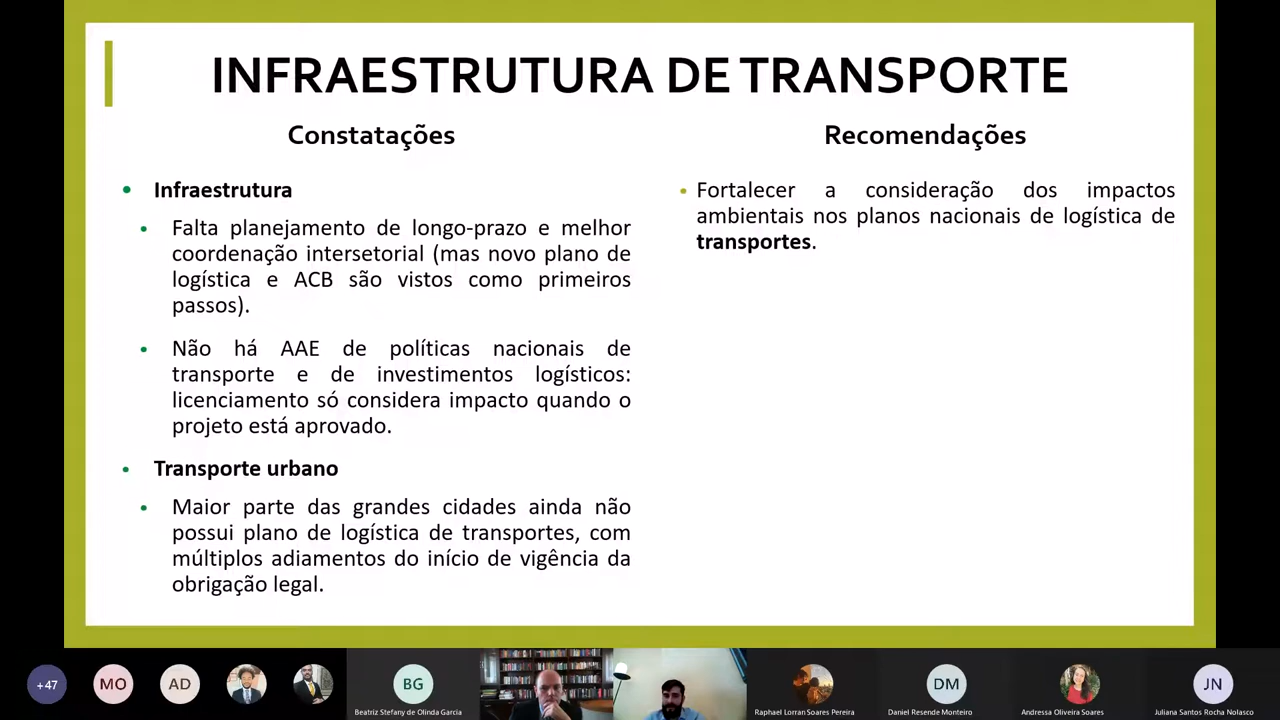 INFRAESTRUTURA DE TRANSPORTE
Constatações
• Infraestrutura
• Falta planejamento de longo-prazo e melhor
coordenação intersetorial (mas novo plano de
logística e ACB são vistos como primeiros
passos).
• Não há AAE de políticas nacionais de
transporte e de investimentos logísticos:
licenciamento só considera impacto quando o
projeto está aprovado.
• Transporte urbano
• Maior parte das grandes cidades ainda não
possui plano de logística de transportes, com
múltiplos adiamentos do início de vigência da
obrigação legal.
Recomendações
• Fortalecer a consideração dos impactos
ambientais nos planos nacionais de logística de
transportes.
+47
MO
AD
BG
Beatriz Stefany de Olinda Garcia
Raphael Lorran Soares Pereira
DM
Daniel Resende Monteiro
Andressa Oliveira Soares
JN
Juliana Santos Rocha Nolasco